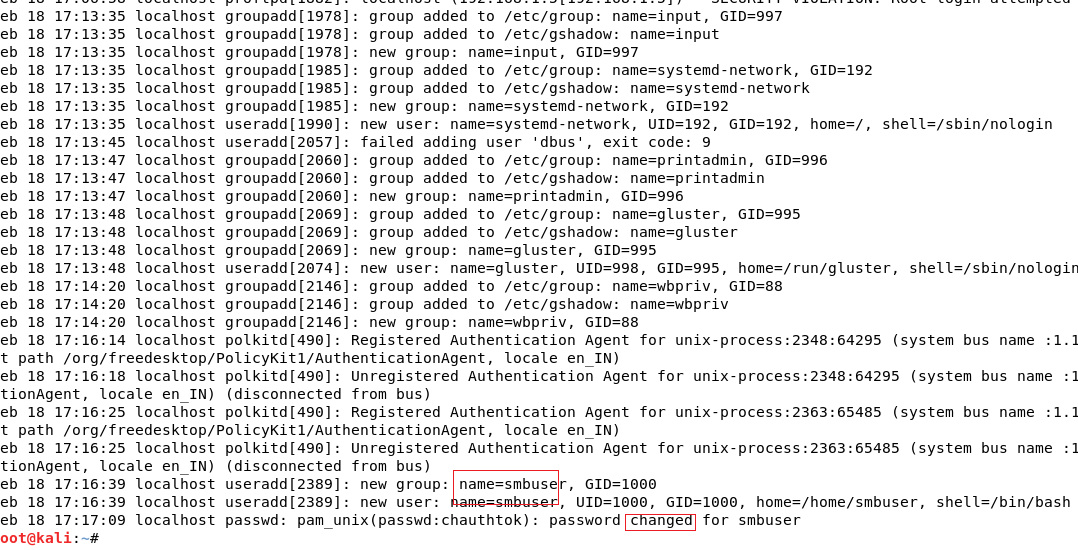 eb 18 17:13:35 localhost groupadd[1978]: group added to /etc/group: name=input, GID=997
eb 18 17:13:35 localhost groupadd[1978]: group added to /etc/gshadow: name=input
eb 18 17:13:35 localhost groupadd[1978]: new group: name=input, GID=997
eb 18 17:13:35 localhost groupadd[1985]: group added to /etc/group: name=systemd-network, GID=192
eb 18 17:13:35 localhost groupadd[1985]: group added to /etc/gshadow: name=systemd-network
eb 18 17:13:35 localhost groupadd[1985]: new group: name=systemd-network, GID=192
eb 18 17:13:35 localhost useradd[1990]: new user: name=systemd-network, UID=192, GID=192, home=/, shell=/sbin/nologin
eb 18 17:13:45 localhost useradd[2057]: failed adding user 'dbus', exit code: 9
eb 18 17:13:47 localhost groupadd[2060]: group added to /etc/group: name=printadmin, GID=996
eb 18 17:13:47 localhost groupadd[2060]: group added to /etc/gshadow: name=printadmin
eb 18 17:13:47 localhost groupadd[2060]: new group: name=printadmin, GID=996
eb 18 17:13:48 localhost groupadd[2069]: group added to /etc/group: name=gluster, GID=995
eb 18 17:13:48 localhost groupadd[2069]: group added to /etc/gshadow: name=gluster
eb 18 17:13:48 localhost groupadd[2069]: new group: name=gluster, GID=995
eb 18 17:13:48 localhost useradd[2074]: new user: name=gluster, UID=998, GID=995, home=/run/gluster, shell=/sbin/nologin
eb 18 17:14:20 localhost groupadd[2146]: group added to /etc/group: name=wbpriv, GID=88
eb 18 17:14:20 localhost groupadd[2146]: group added to /etc/gshadow: name=wbpriv
eb 18 17:14:20 localhost groupadd[2146]: new group: name=wbpriv, GID=88
eb 18 17:16:14 localhost polkitd[490]: Registered Authentication Agent for unix-process:2348:64295 (system bus name :1.1
t path /org/freedesktop/PolicyKit1/AuthenticationAgent, locale en_IN)
eb 18 17:16:18 localhost polkitd[490]: Unregistered Authentication Agent for unix-process:2348:64295 (system bus name :1
tionAgent, locale en_IN) (disconnected from bus)
eb 18 17:16:25 localhost polkitd[490]: Registered Authentication Agent for unix-process:2363:65485 (system bus name :1.1
t path /org/freedesktop/PolicyKit1/AuthenticationAgent, locale en_IN)
eb 18 17:16:25 localhost polkitd[490]: Unregistered Authentication Agent for unix-process:2363:65485 (system bus name :1
tionAgent, locale en_IN) (disconnected from bus)
eb 18 17:16:39 localhost useradd[2389]: new group: name=smbuser, GID=1000
eb 18 17:16:39 localhost useradd[2389]: new user: name=smbuser, UID=1000, GID=1000, home=/home/smbuser, shell=/bin/bash
eb 18 17:17:09 localhost passwd: pam_unix(passwd:chauthtok): password changed for smbuser
oot@kali:~#